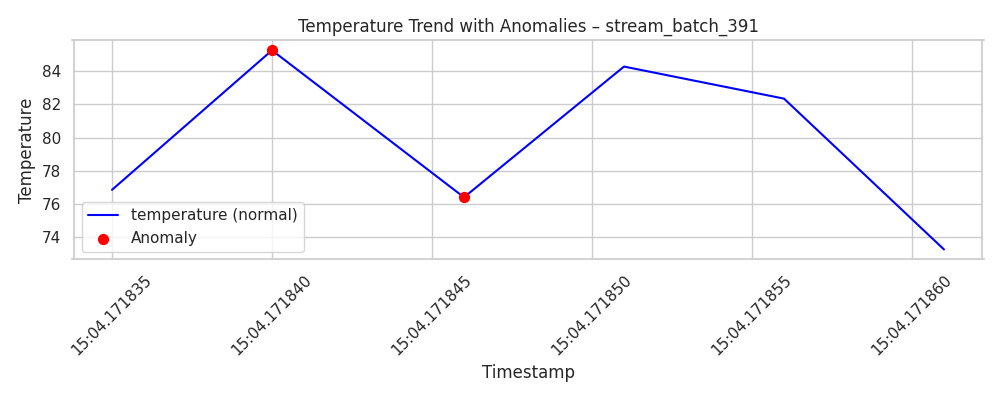 Temperature Trend with Anomalies – stream_batch_391
Temperature
84
82
80
78
76
74
temperature (normal)
Anomaly
15:04.171835
15:04.171840
15:04.171845
15:04.171850
15:04.171855
15:04.171860
Timestamp